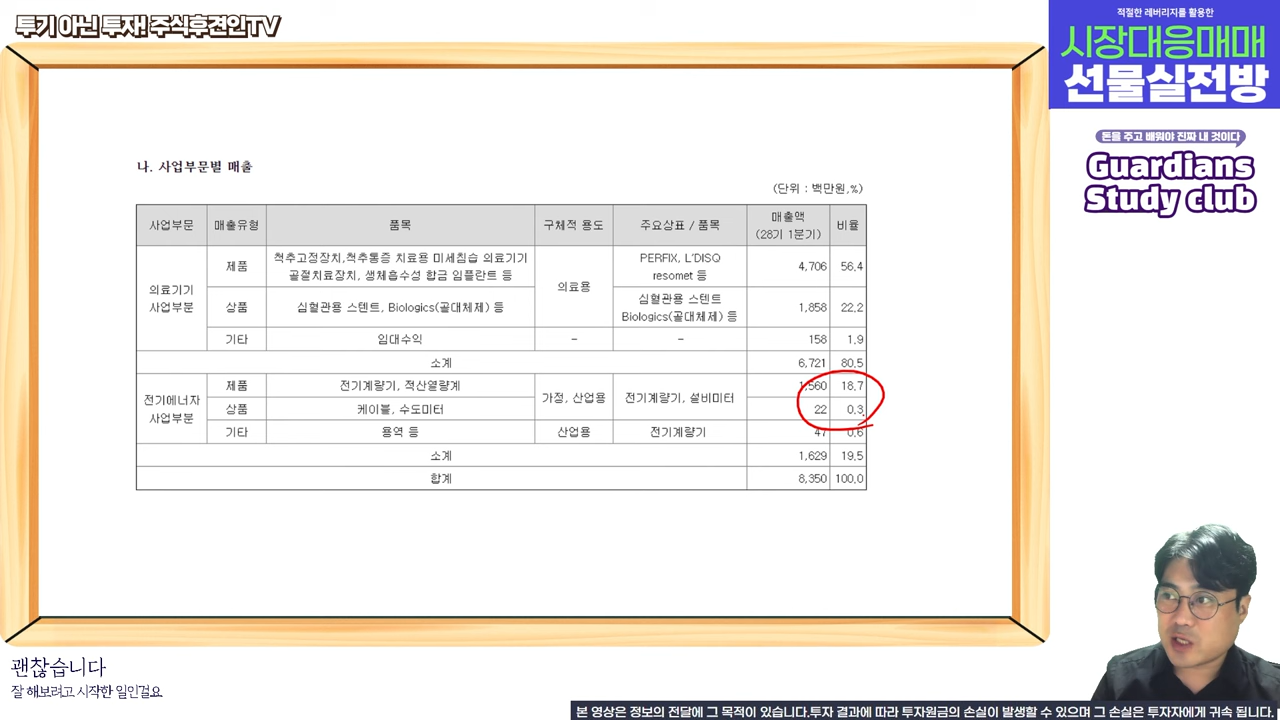 투기 아닌 투자! 주식후견인TV
적절한 레버리지를 활용한
시장대응매매
선물실전방
돈을 주고 배워야 진짜 내 것이다
Guardians
Study club
나. 사업부문별 매출
(단위 : 백만원,%)
사업부문 매출유형 품목 구체적 용도 주요상표 / 품목 매출액 (28기 1분기) 비율
의료기기 사업부문 제품 척추고정장치,척추통증 치료용 미세침습 의료기기 골절치료장치, 생체흡수성 합금 임플란트 등 의료용 PERFIX, L'DISQ resomet 등 4,706 56.4
상품 심혈관용 스텐트, Biologics(골대체제) 등 심혈관용 스텐트 Biologics(골대체제) 등 1,858 22.2
기타 임대수익 - - 158 1.9
소계 6,721 80.5
전기에너자 사업부분 제품 전기계량기, 적산열량계 가정, 산업용 전기계량기, 설비미터 1,560 18.7
상품 케이블, 수도미터 22 0.3
기타 용역 등 산업용 전기계량기 47 0.6
소계 1,629 19.5
합계 8,350 100.0
괜찮습니다
잘 해보려고 시작한 일인걸요
본 영상은 정보의 전달에 그 목적이 있습니다.투자 결과에 따라 투자원금의 손실이 발생할 수 있으며 그 손실은 투자자에게 귀속 됩니다.